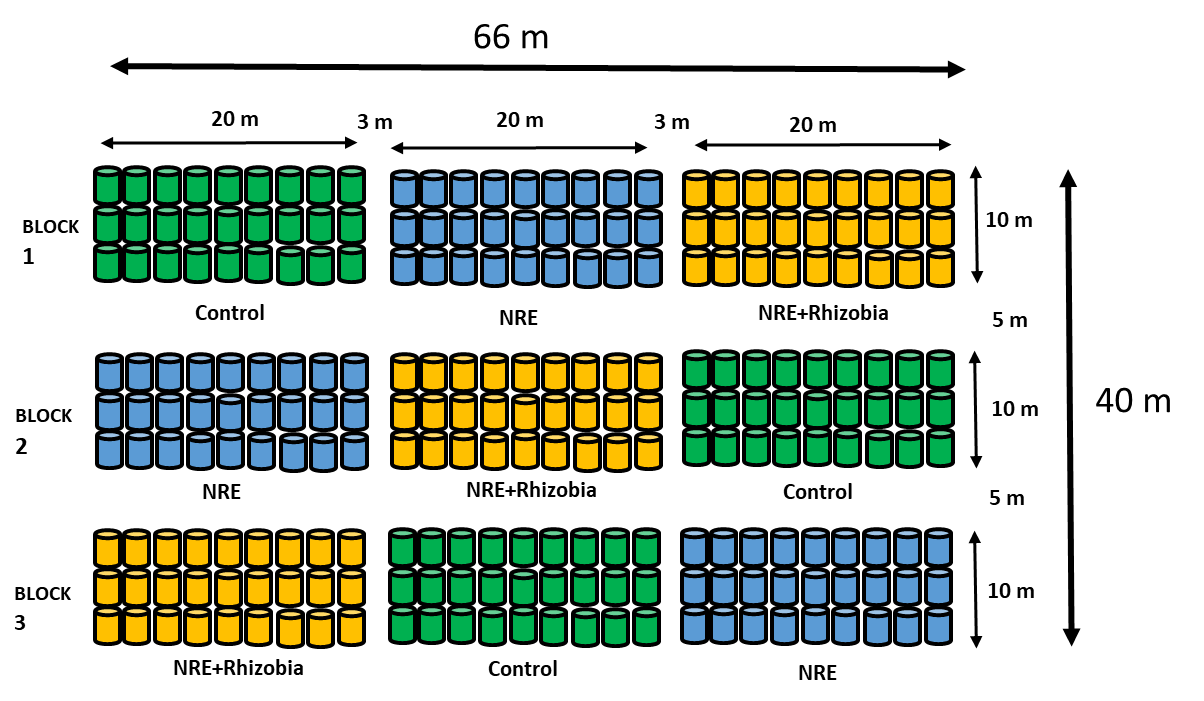 66 m
20 m
3 m
20 m
3 m
20 m
BLOCK
1
10 m
Control
NRE
NRE+Rhizobia
5 m
BLOCK
2
10 m
40 m
NRE
NRE+Rhizobia
Control
5 m
BLOCK
3
10 m
NRE+Rhizobia
Control
NRE